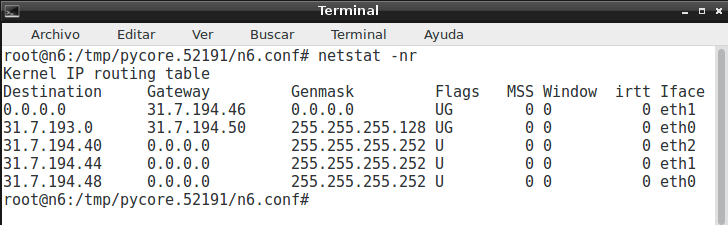 Terminal
Archivo Editar Ver Buscar Terminal Ayuda
root@n6:/tmp/pycore.52191/n6.conf# netstat -nr
Kernel IP routing table
Destination     Gateway         Genmask         Flags   MSS Window  irtt Iface
0.0.0.0         31.7.194.46     0.0.0.0         UG        0 0          0 eth1
31.7.193.0      31.7.194.50     255.255.255.128 UG        0 0          0 eth0
31.7.194.40     0.0.0.0         255.255.255.252 U         0 0          0 eth2
31.7.194.44     0.0.0.0         255.255.255.252 U         0 0          0 eth1
31.7.194.48     0.0.0.0         255.255.255.252 U         0 0          0 eth0
root@n6:/tmp/pycore.52191/n6.conf#